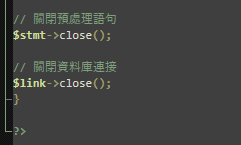 // 關閉預處理語句
$stmt->close();
// 關閉資料庫連接
$link->close();
}
?>